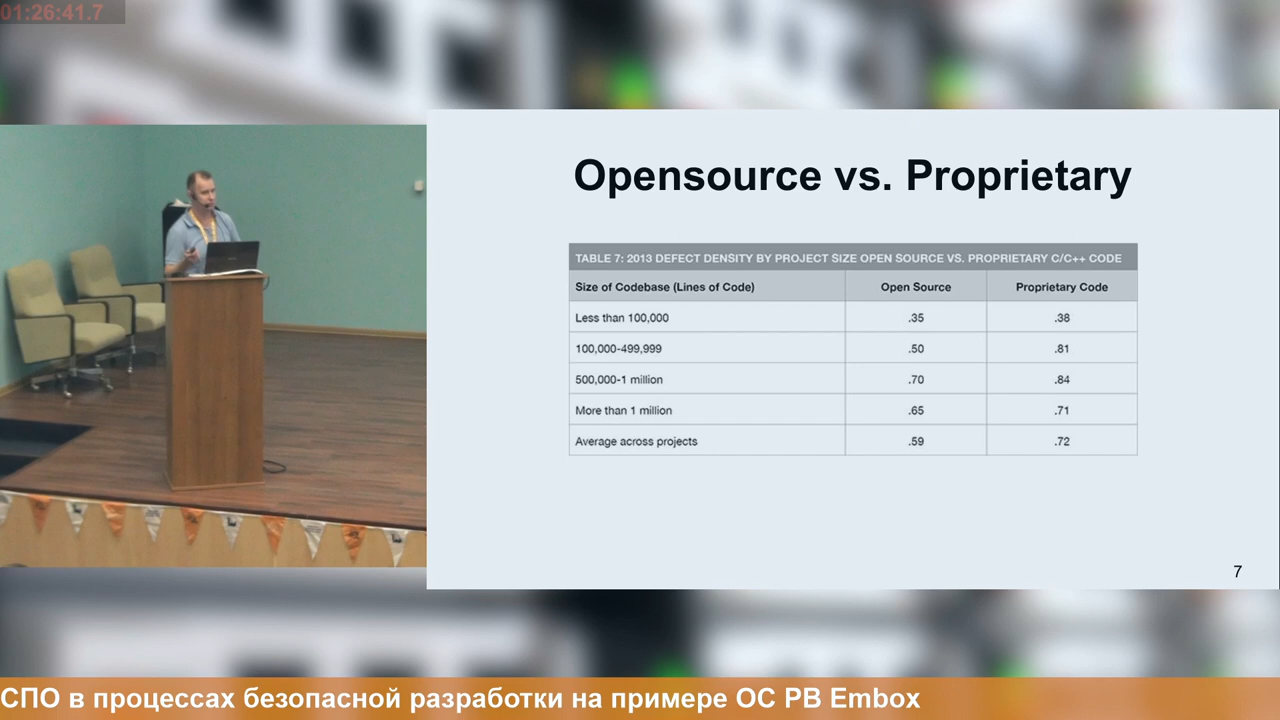 01:26:41.7
Opensource vs. Proprietary
TABLE 7: 2013 DEFECT DENSITY BY PROJECT SIZE OPEN SOURCE VS. PROPRIETARY C/C++ CODE
Size of Codebase (Lines of Code) Open Source Proprietary Code
Less than 100,000 .35 .38
100,000-499,999 .50 .81
500,000-1 million .70 .84
More than 1 million .65 .71
Average across projects .59 .72
7
СПО в процессах безопасной разработки на примере ОС РВ Embox